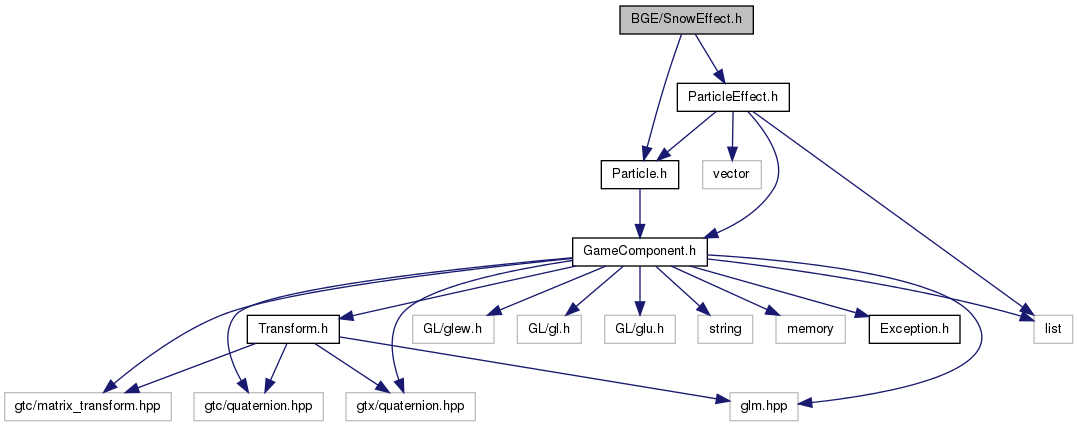 BGE/SnowEffect.h
ParticleEffect.h
Particle.h
vector
GameComponent.h
Transform.h
GL/glew.h
GL/gl.h
GL/glu.h
string
memory
Exception.h
list
gtc/matrix_transform.hpp
gtc/quaternion.hpp
gtx/quaternion.hpp
glm.hpp